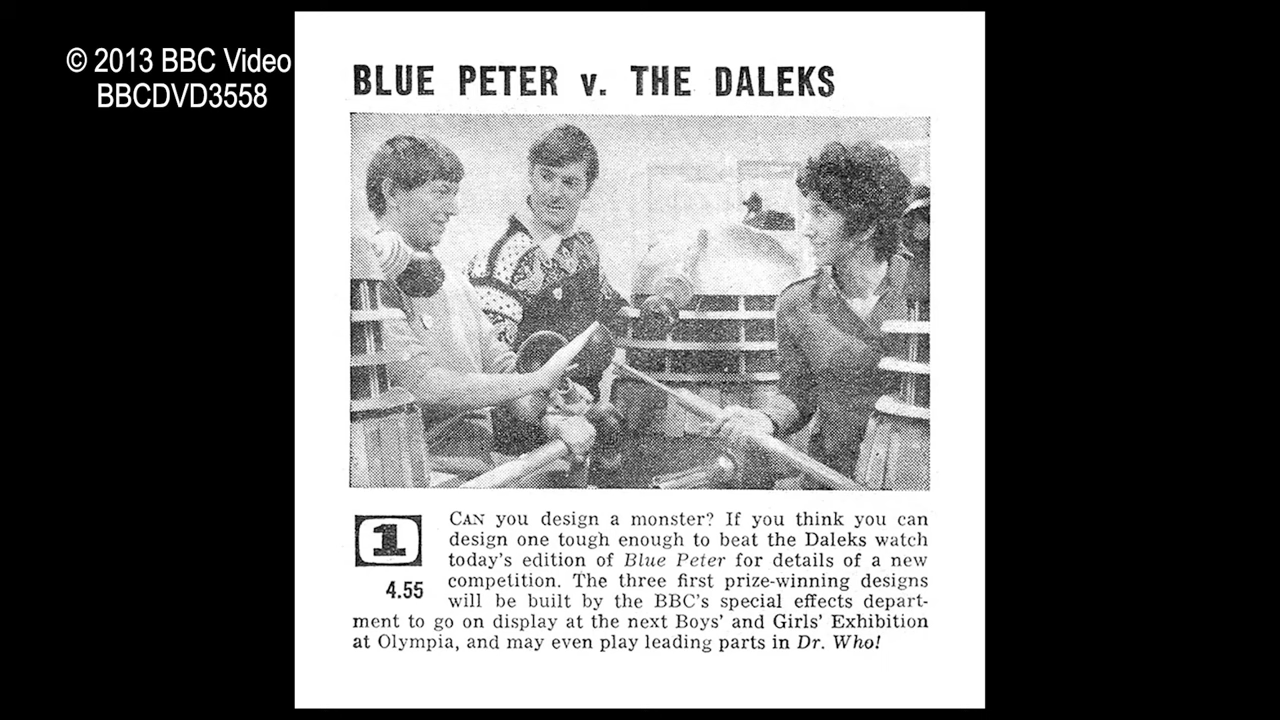 © 2013 BBC Video
BBCDVD3558
BLUE PETER v. THE DALEKS
1
4.55
CAN you design a monster? If you think you can
design one tough enough to beat the Daleks watch
today's edition of Blue Peter for details of a new
competition. The three first prize-winning designs
will be built by the BBC's special effects depart-
ment to go on display at the next Boys' and Girls' Exhibition
at Olympia, and may even play leading parts in Dr. Who!